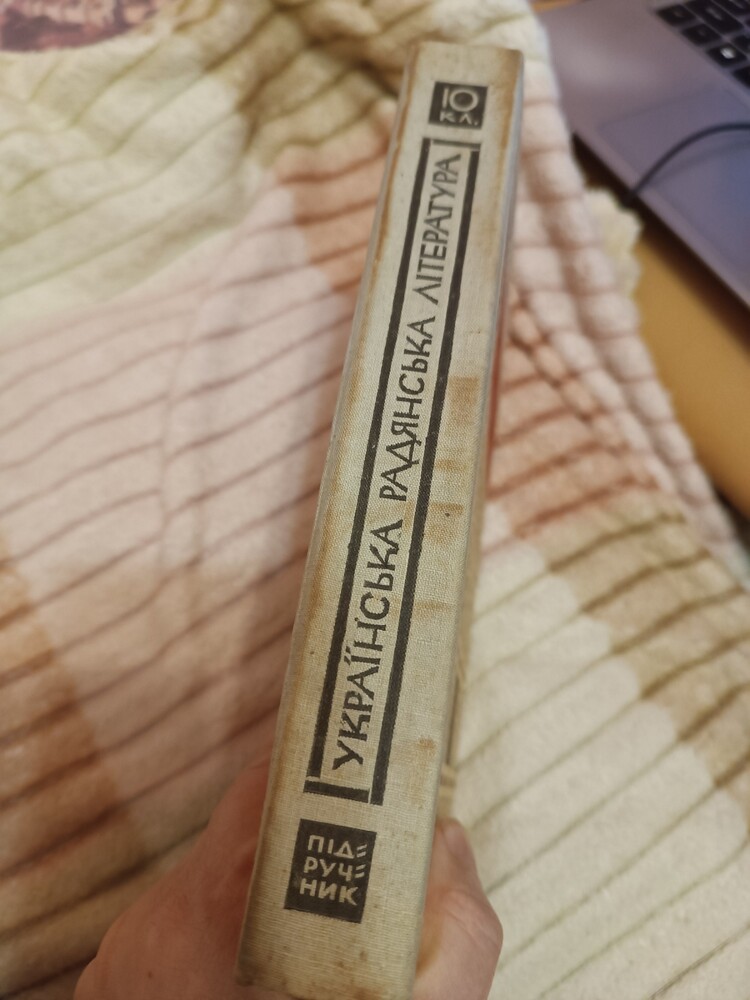 10
КЛ.
УКРАЇНСЬКА РАДЯНСЬКА ЛІТЕРАТУРА
ПІД=
РУЧ=
НИК